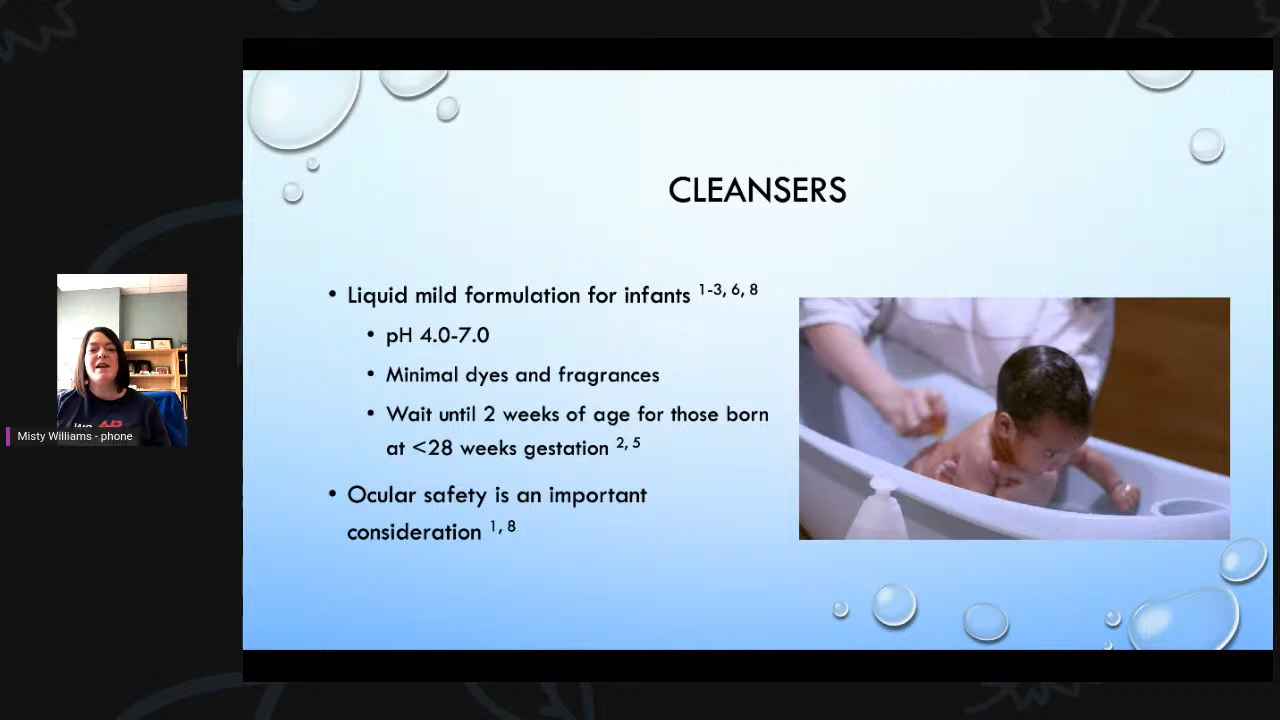 CLEANSERS
• Liquid mild formulation for infants 1-3, 6, 8
• pH 4.0-7.0
• Minimal dyes and fragrances
• Wait until 2 weeks of age for those born
at <28 weeks gestation 2, 5
• Ocular safety is an important
consideration 1, 8
Misty Williams - phone